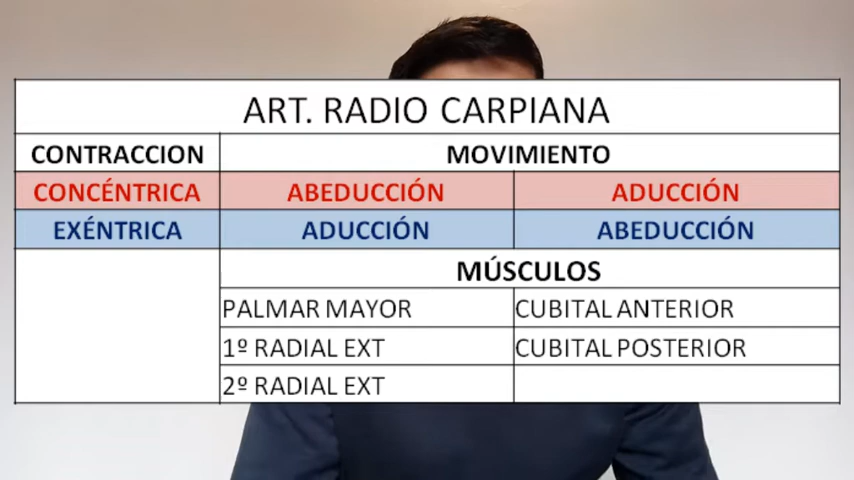 ART. RADIO CARPIANA
CONTRACCION MOVIMIENTO
CONCÉNTRICA ABEDUCCIÓN ADUCCIÓN
EXÉNTRICA ADUCCIÓN ABEDUCCIÓN
MÚSCULOS
PALMAR MAYOR CUBITAL ANTERIOR
1º RADIAL EXT CUBITAL POSTERIOR
2º RADIAL EXT